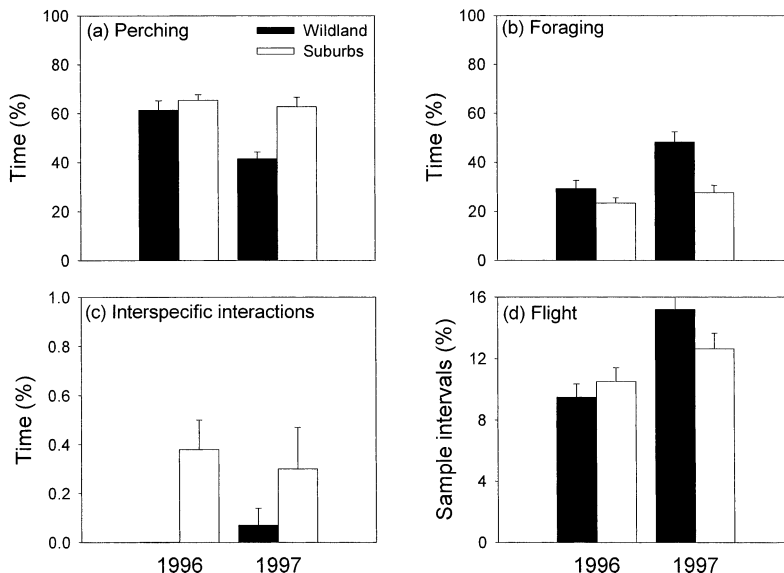 (a) Perching
Wildland
Suburbs
Time (%)
100
80
60
40
20
0
(b) Foraging
Time (%)
100
80
60
40
20
0
(c) Interspecific interactions
Time (%)
1.0
0.8
0.6
0.4
0.2
0.0
1996 1997
(d) Flight
Sample intervals (%)
16
12
8
4
0
1996 1997